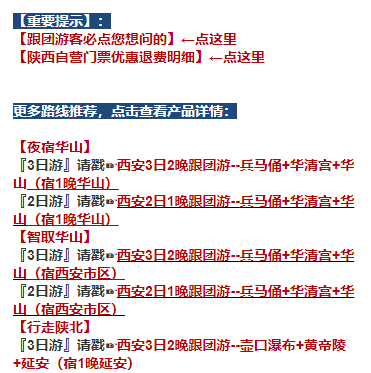 【重要提示】：
【跟团游客必点您想问的】←点这里
【陕西自营门票优惠退费明细】←点这里
更多路线推荐，点击查看产品详情：
【夜宿华山】
『3日游』请戳☞西安3日2晚跟团游--兵马俑+华清宫+华
山（宿1晚华山）
『2日游』请戳☞西安2日1晚跟团游--兵马俑+华清宫+华
山（宿1晚华山）
【智取华山】
『3日游』请戳☞西安3日2晚跟团游--兵马俑+华清宫+华
山（宿西安市区）
『2日游』请戳☞西安2日1晚跟团游--兵马俑+华清宫+华
山（宿西安市区）
【行走陕北】
『3日游』请戳☞西安3日2晚跟团游--壶口瀑布+黄帝陵
+延安（宿1晚延安）